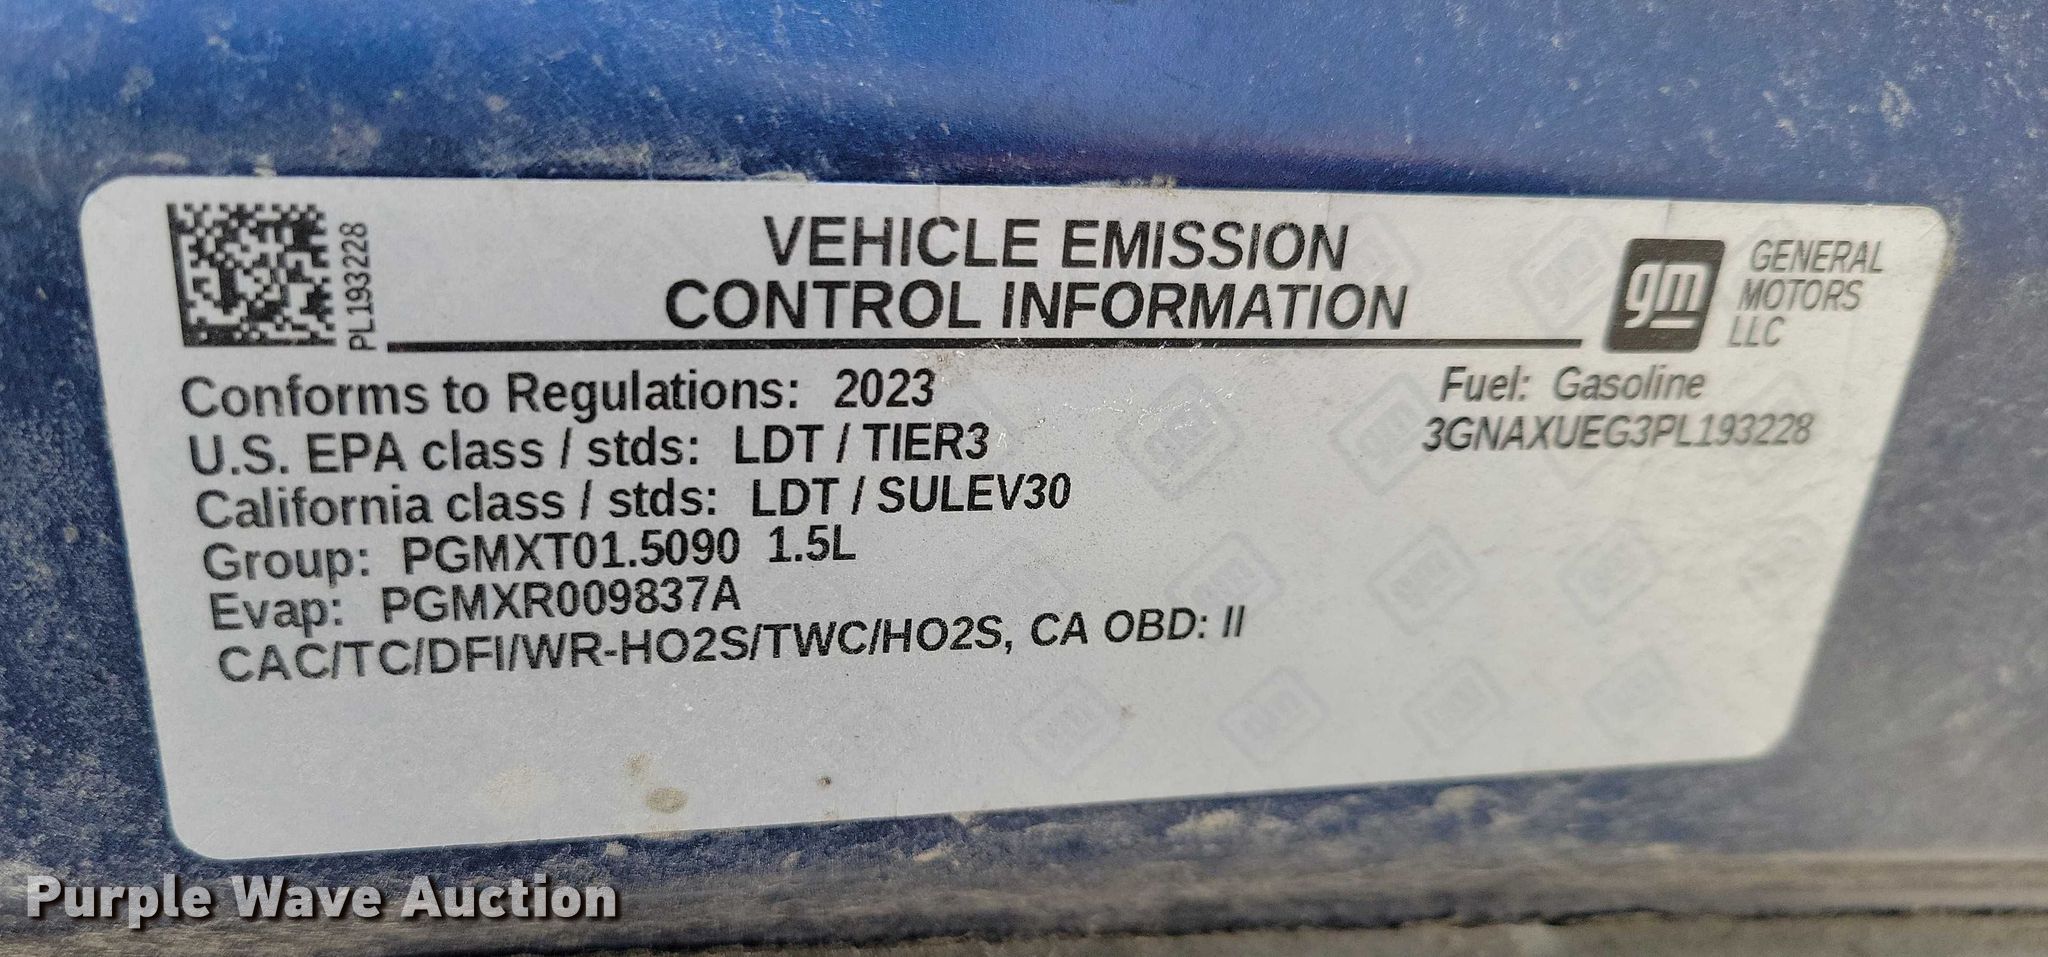 PL193228
VEHICLE EMISSION
CONTROL INFORMATION
gm
GENERAL
MOTORS
LLC
Conforms to Regulations: 2023
U.S. EPA class / stds: LDT / TIER3
California class / stds: LDT / SULEV30
Group: PGMXT01.5090 1.5L
Evap: PGMXR009837A
CAC/TC/DFI/WR-HO2S/TWC/HO2S, CA OBD: II
Fuel: Gasoline
3GNAXUEG3PL193228
Purple Wave Auction